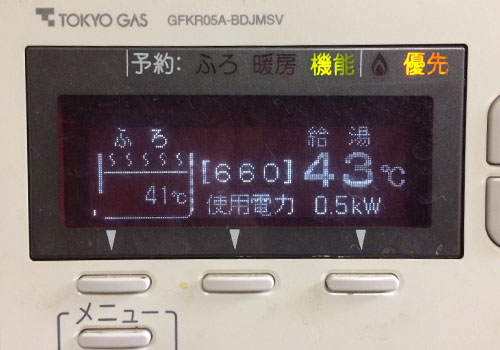 TOKYO GAS GFKR05A-BDJMSV
予約: ふろ 暖房 機能 優先
ふろ 給湯
41℃ [660] 43℃
使用電力 0.5kW
メニュー